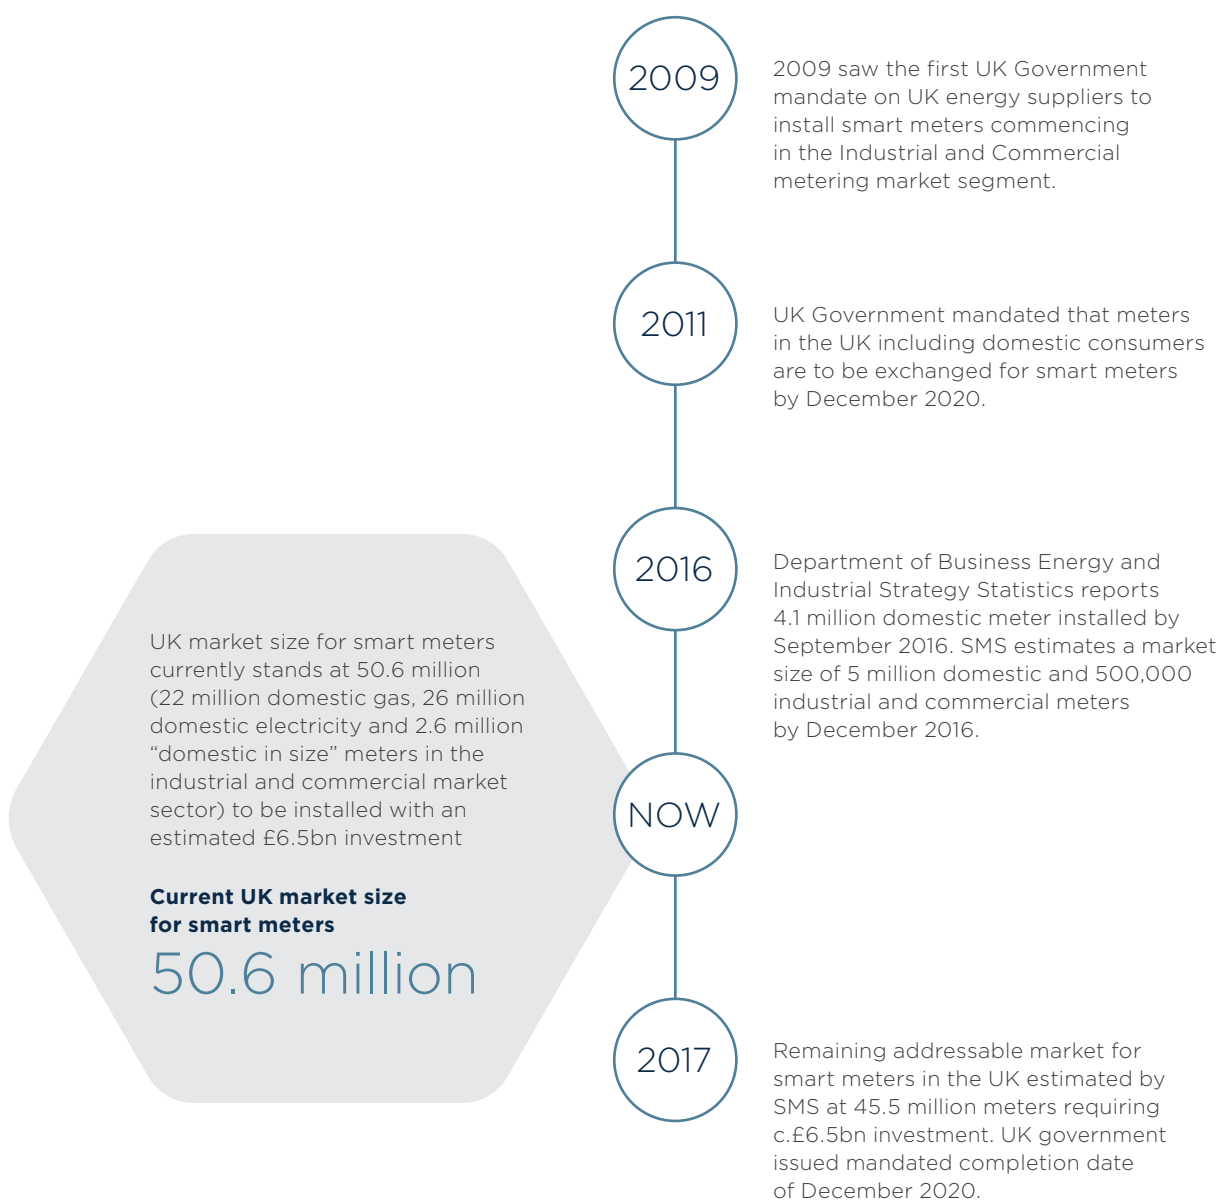 2009
2009 saw the first UK Government
mandate on UK energy suppliers to
install smart meters commencing
in the Industrial and Commercial
metering market segment.
2011
UK Government mandated that meters
in the UK including domestic consumers
are to be exchanged for smart meters
by December 2020.
2016
Department of Business Energy and
Industrial Strategy Statistics reports
4.1 million domestic meter installed by
September 2016. SMS estimates a market
size of 5 million domestic and 500,000
industrial and commercial meters
by December 2016.
UK market size for smart meters
currently stands at 50.6 million
(22 million domestic gas, 26 million
domestic electricity and 2.6 million
“domestic in size” meters in the
industrial and commercial market
sector) to be installed with an
estimated £6.5bn investment
Current UK market size
for smart meters
50.6 million
NOW
2017
Remaining addressable market for
smart meters in the UK estimated by
SMS at 45.5 million meters requiring
c.£6.5bn investment. UK government
issued mandated completion date
of December 2020.